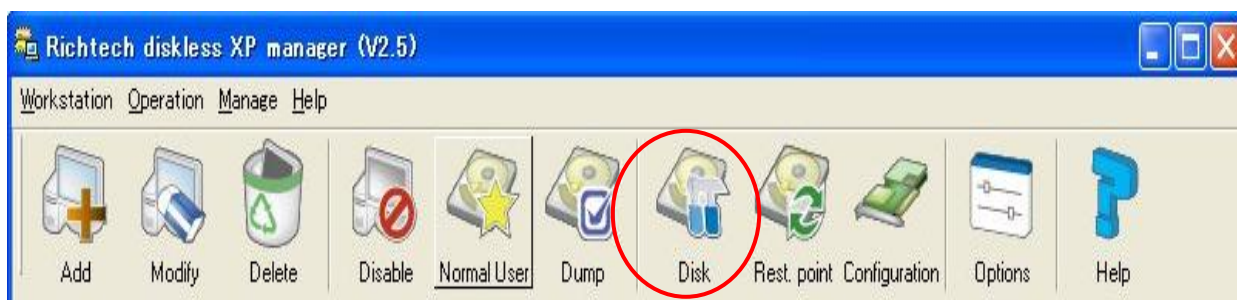 Richtech diskless XP manager (V2.5)
Workstation Operation Manage Help
Add Modify Delete Disable Normal User Dump Disk Rest. point Configuration Options Help